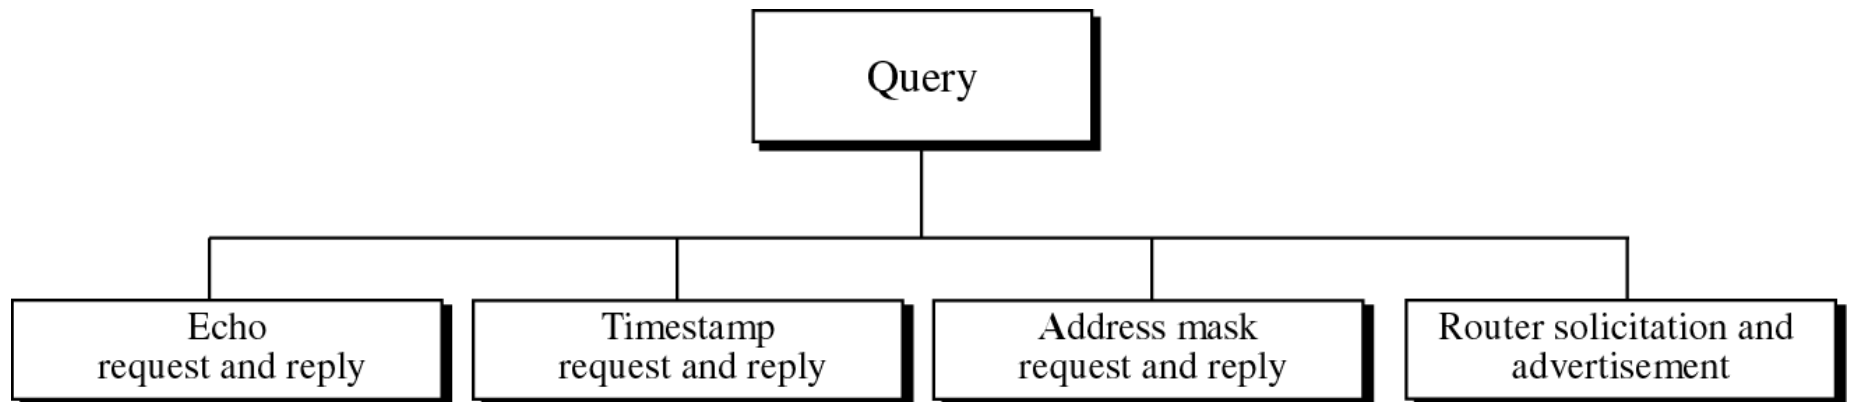 Query
Echo
request and reply
Timestamp
request and reply
Address mask
request and reply
Router solicitation and
advertisement